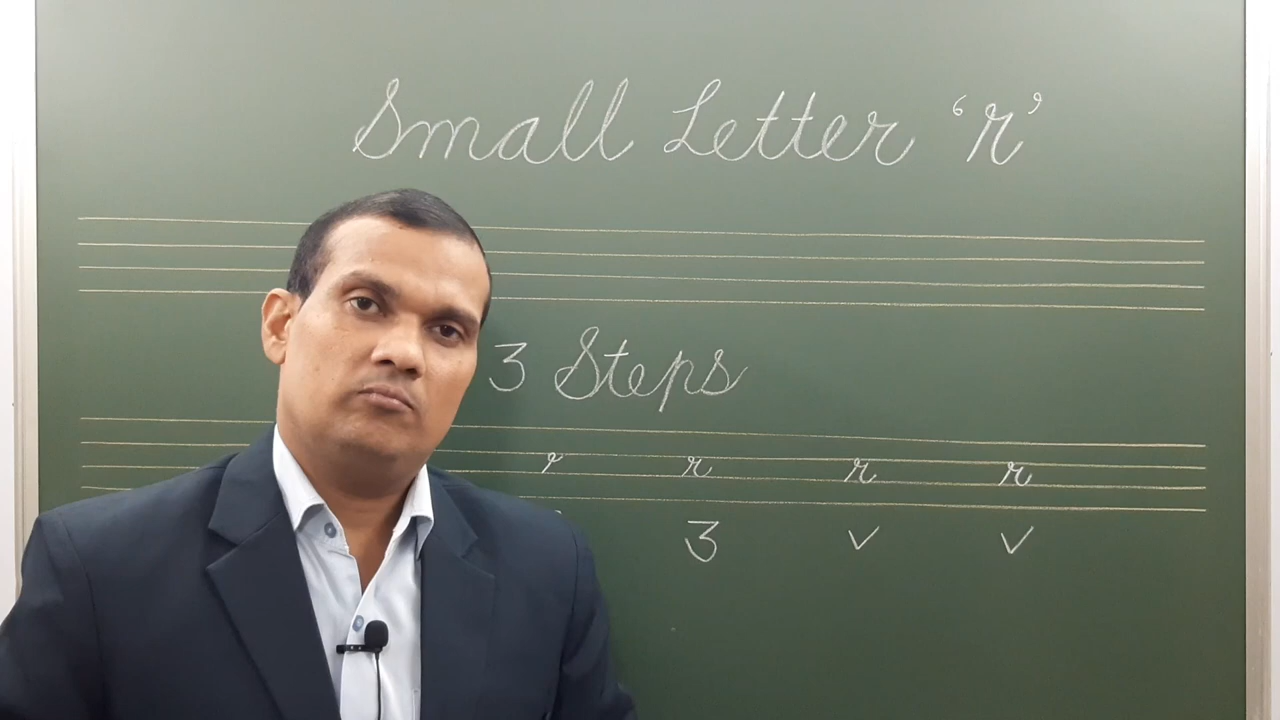 Small Letter ‘r’
3 Steps
r r r r
3 ✓ ✓